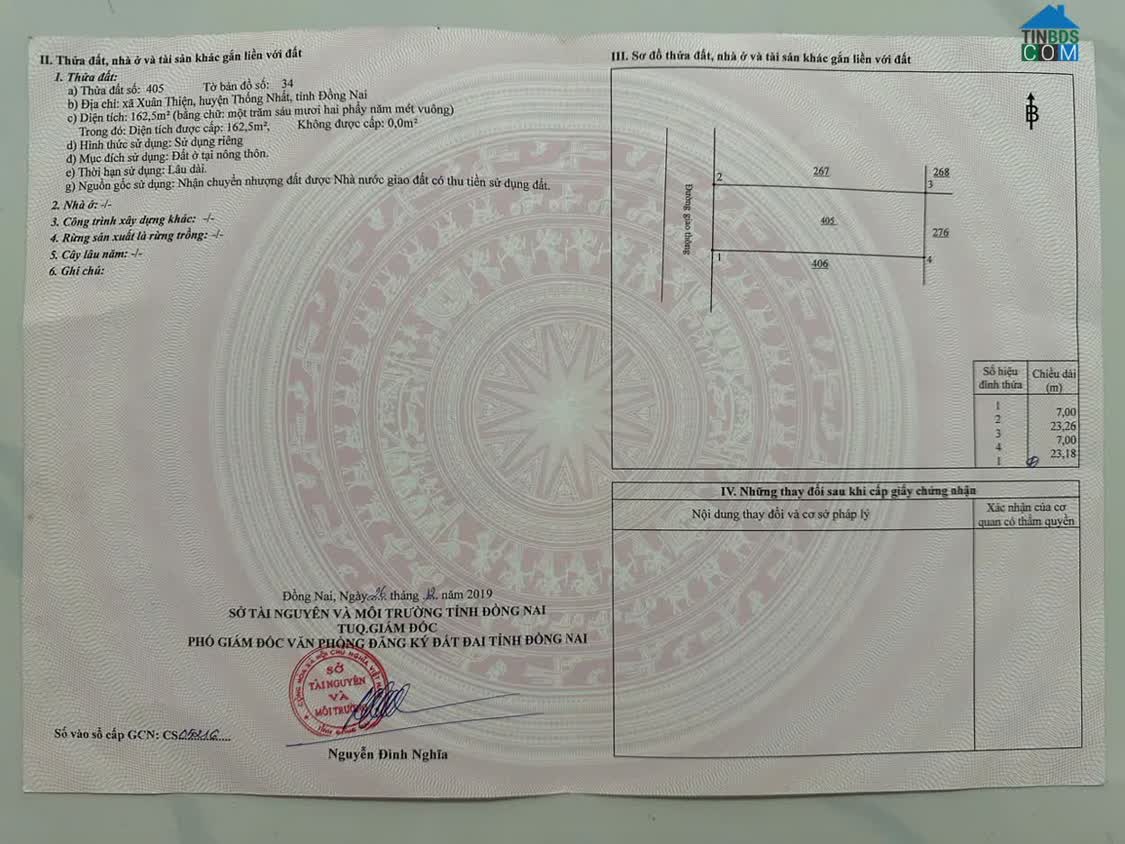 TINBDS
COM
II. Thửa đất, nhà ở và tài sản khác gắn liền với đất
1. Thửa đất:
a) Thửa đất số: 405 Tờ bản đồ số: 34
b) Địa chỉ: xã Xuân Thiện, huyện Thống Nhất, tỉnh Đồng Nai
c) Diện tích: 162,5m² (bằng chữ: một trăm sáu mươi hai phẩy năm mét vuông)
Trong đó: Diện tích được cấp: 162,5m², Không được cấp: 0,0m²
d) Hình thức sử dụng: Sử dụng riêng
đ) Mục đích sử dụng: Đất ở tại nông thôn.
e) Thời hạn sử dụng: Lâu dài.
g) Nguồn gốc sử dụng: Nhận chuyển nhượng đất được Nhà nước giao đất có thu tiền sử dụng đất.
2. Nhà ở: -/-
3. Công trình xây dựng khác: -/-
4. Rừng sản xuất là rừng trồng: -/-
5. Cây lâu năm: -/-
6. Ghi chú:
Đồng Nai, Ngày 26 tháng 12 năm 2019
SỞ TÀI NGUYÊN VÀ MÔI TRƯỜNG TỈNH ĐỒNG NAI
TUQ.GIÁM ĐỐC
PHÓ GIÁM ĐỐC VĂN PHÒNG ĐĂNG KÝ ĐẤT ĐAI TỈNH ĐỒNG NAI
SỞ
TÀI NGUYÊN
VÀ
MÔI TRƯỜNG
Số vào sổ cấp GCN: CS
Nguyễn Đình Nghĩa
III. Sơ đồ thửa đất, nhà ở và tài sản khác gắn liền với đất
B
2 267 268
3
Đường giao thông
405
276
1 406 4
Số hiệu đỉnh thửa Chiều dài (m)
1
7,00
2
23,26
3
7,00
4
23,18
1
IV. Những thay đổi sau khi cấp giấy chứng nhận
Nội dung thay đổi và cơ sở pháp lý
Xác nhận của cơ
quan có thẩm quyền